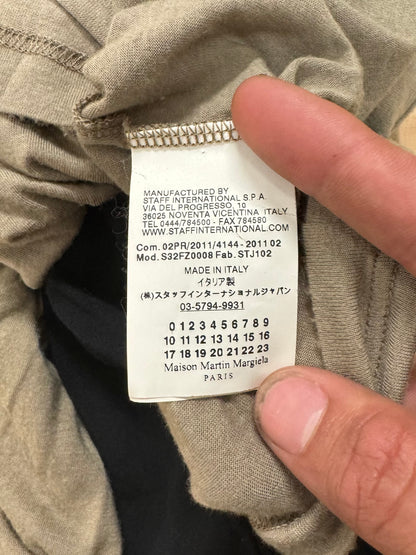 MANUFACTURED BY
STAFF INTERNATIONAL S.P.A.
VIA DEL PROGRESSO, 10
36025 NOVENTA VICENTINA ITALY
TEL 0444/784500 FAX 784580
WWW.STAFFINTERNATIONAL.COM
Com. 02PR/2011/4144 - 2011 02
Mod. S32FZ0008 Fab. STJ102
MADE IN ITALY
イタリア製
(株)スタッフインターナショナルジャパン
03-5794-9931
0 1 2 3 4 5 6 7 8 9
10 11 12 13 14 15 16
17 18 19 20 21 22 23
Maison Martin Margiela
PARIS